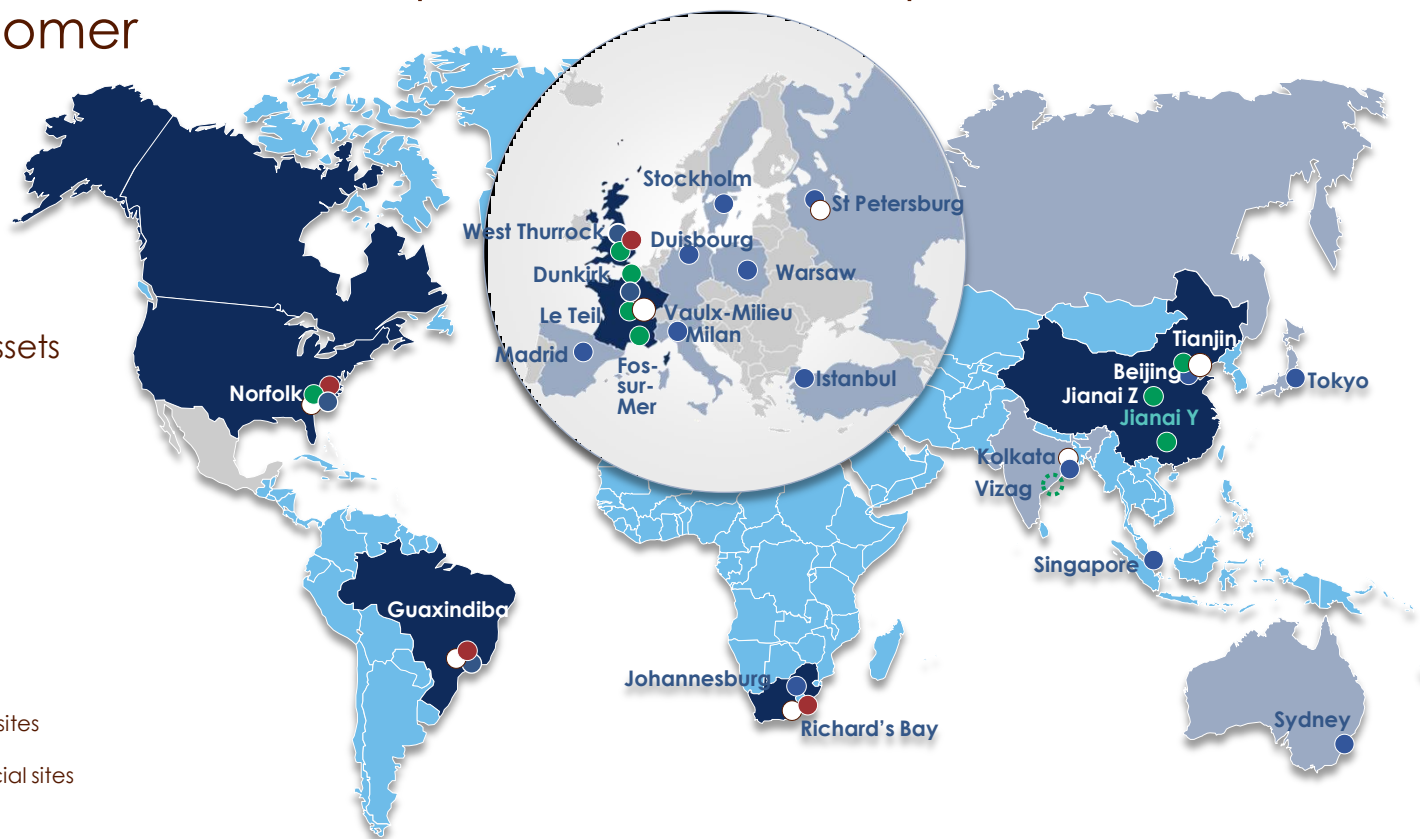 omer
ssets
sites
cial sites
Stockholm
St Petersburg
West Thurrock
Duisbourg
Dunkirk
Warsaw
Le Teil
Vaulx-Milieu
Milan
Madrid
Fos-
sur-
Mer
Istanbul
Norfolk
Tianjin
Beijing
Tokyo
Jianai Z
Jianai Y
Kolkata
Vizag
Singapore
Guaxindiba
Johannesburg
Richard's Bay
Sydney